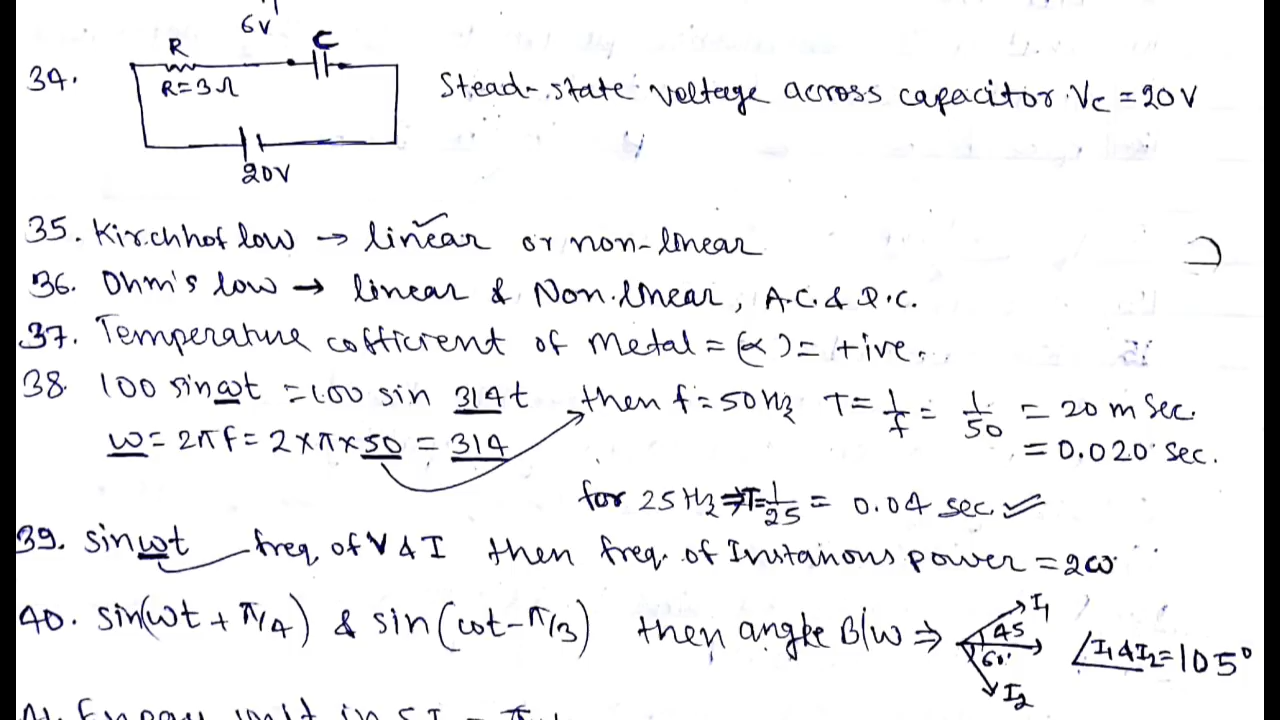 6V
R
C
34.
R=3Ω
Stead-state voltage across capacitor Vc = 20V
20V
35. Kirchhof low → linear or non-linear
36. Ohm's low → linear & Non-linear, A.C. & D.C.
37. Temperature cofficient of Metal = (α) = +ive.
38. 100 sinωt = 100 sin 314t then f = 50Hz T = 1/f = 1/50 = 20 m Sec.
ω = 2πf = 2×π×50 = 314
= 0.020 sec.
for 25Hz ⇒ T = 1/25 = 0.04 sec. ✓
39. sinωt freq. of V & I then freq. of Instanous power = 2ω
40. sin(ωt + π/4) & sin(ωt - π/3) then angle B/w ⇒ I1 45 60° I2 ∠I1&I2 = 105°